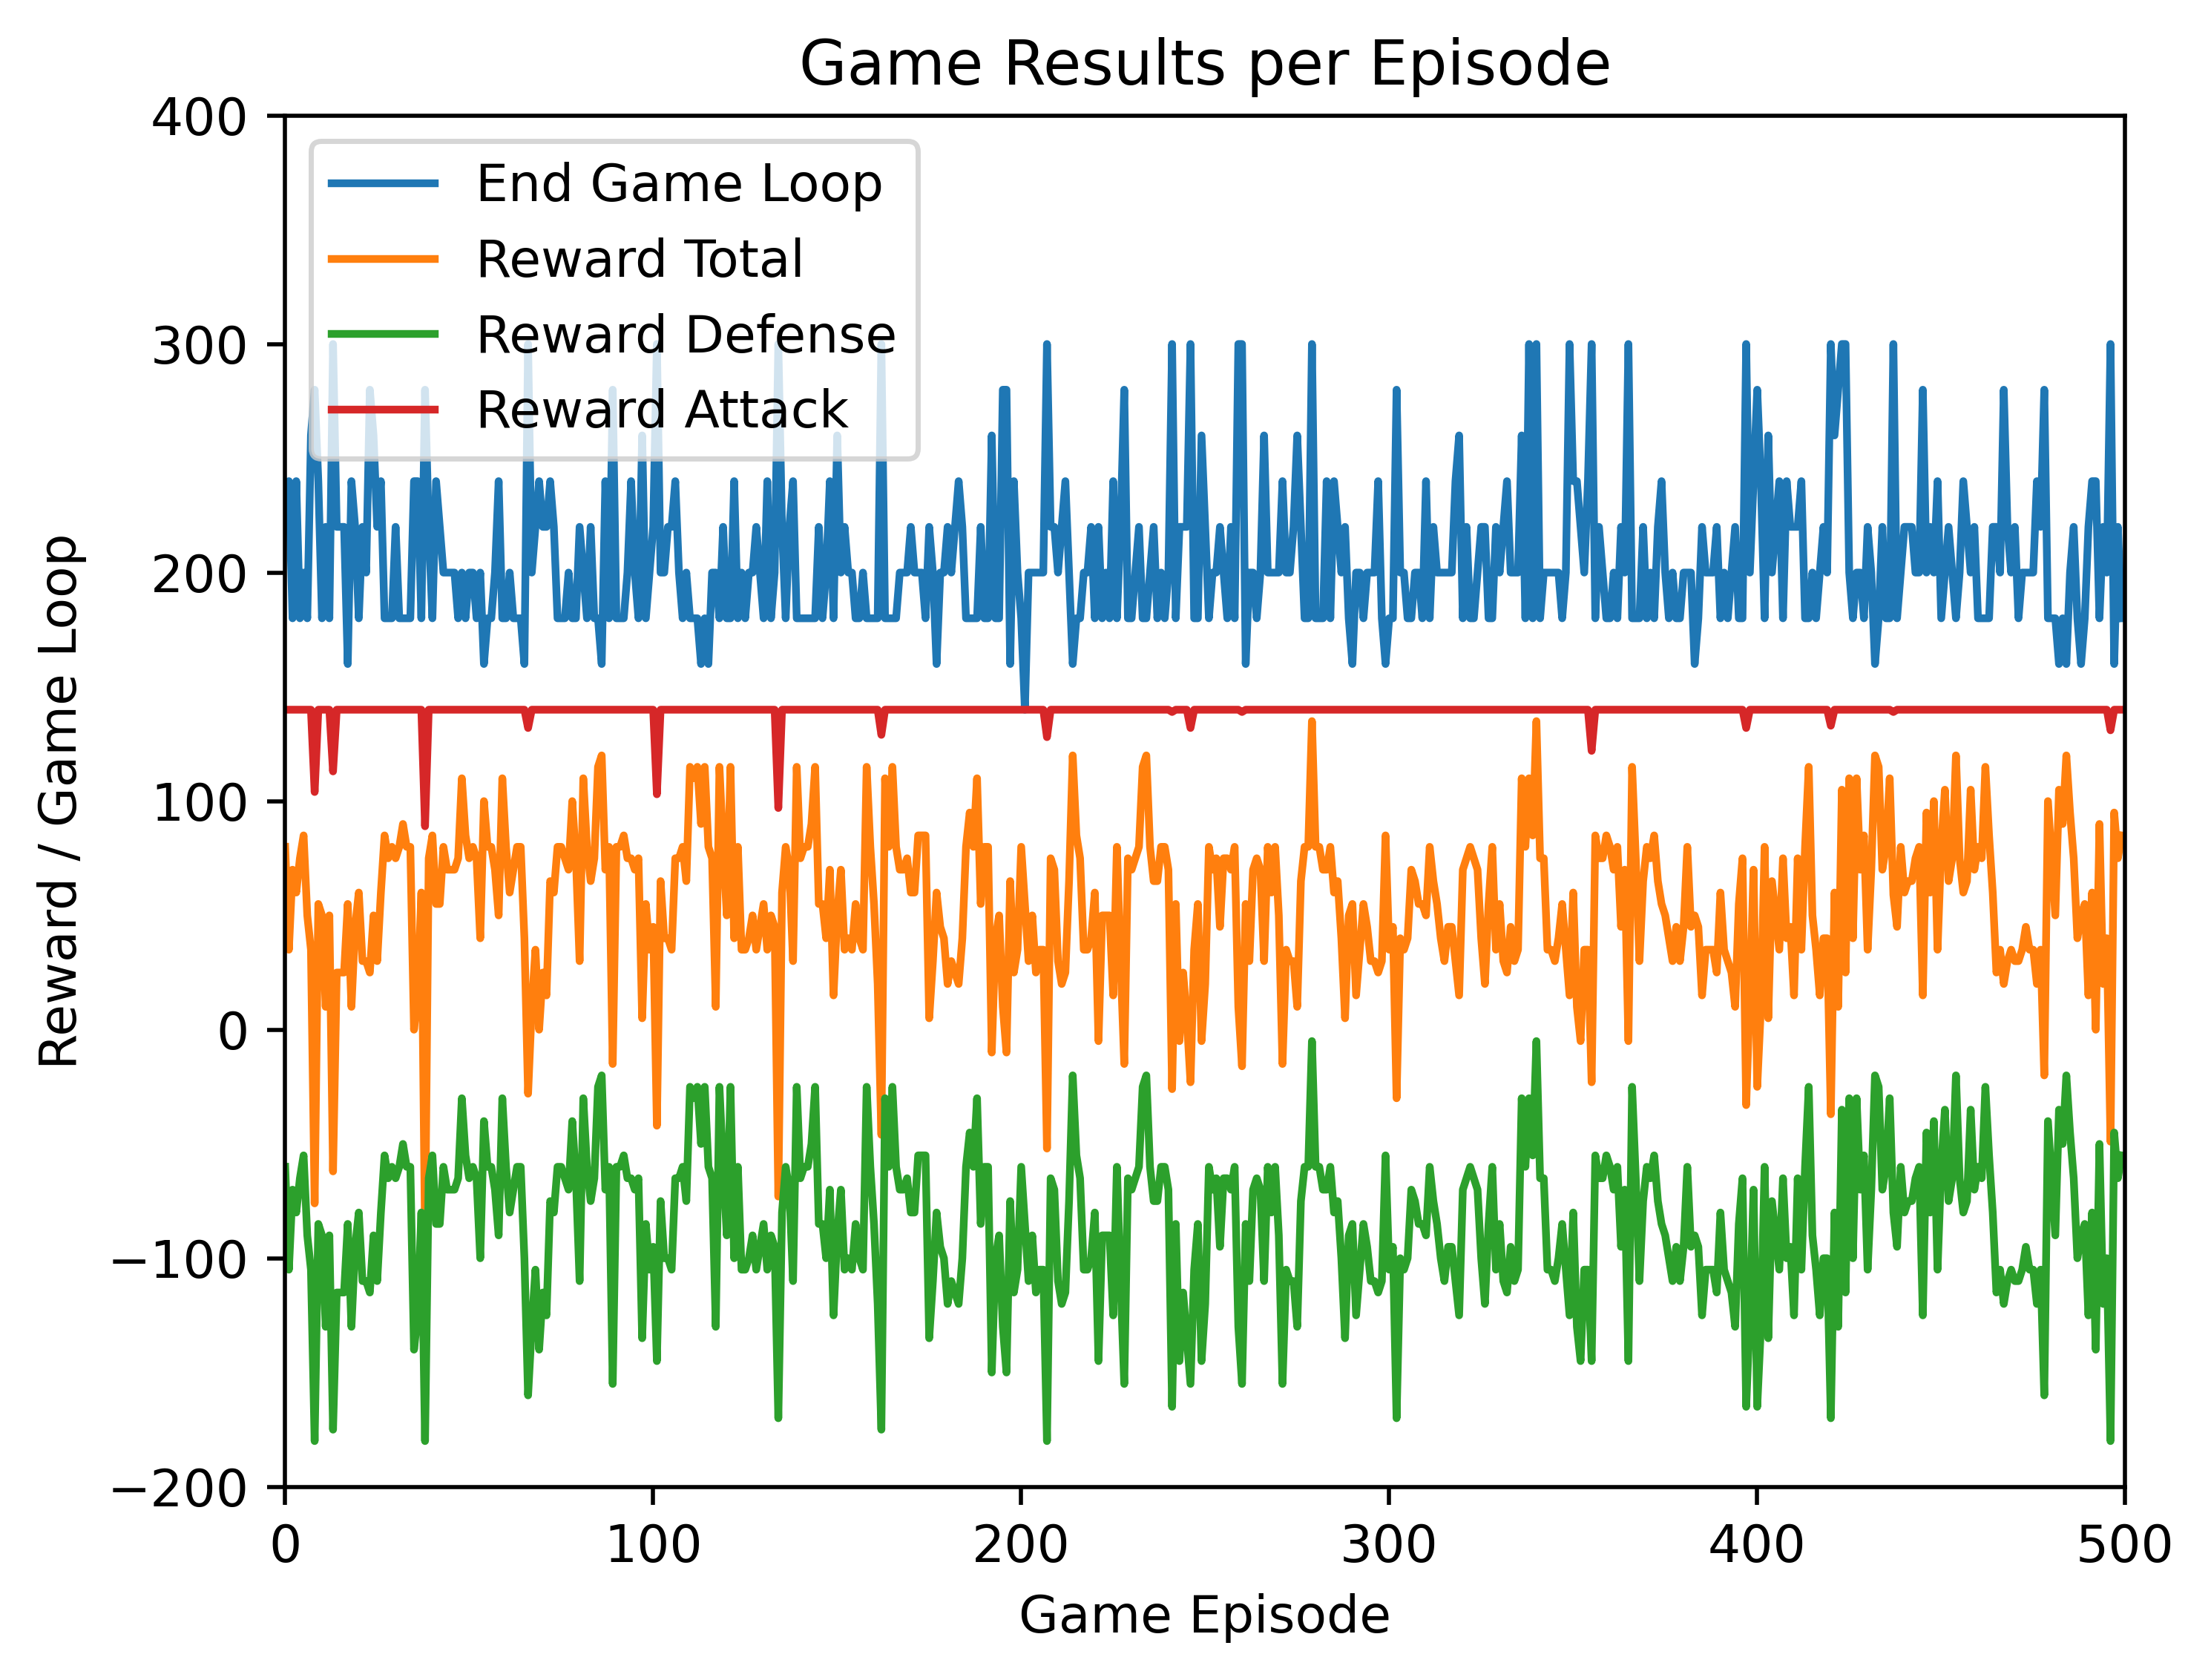 Game Results per Episode
400
300
200
100
0
−100
−200
Reward / Game Loop
End Game Loop
Reward Total
Reward Defense
Reward Attack
0 100 200 300 400 500
Game Episode